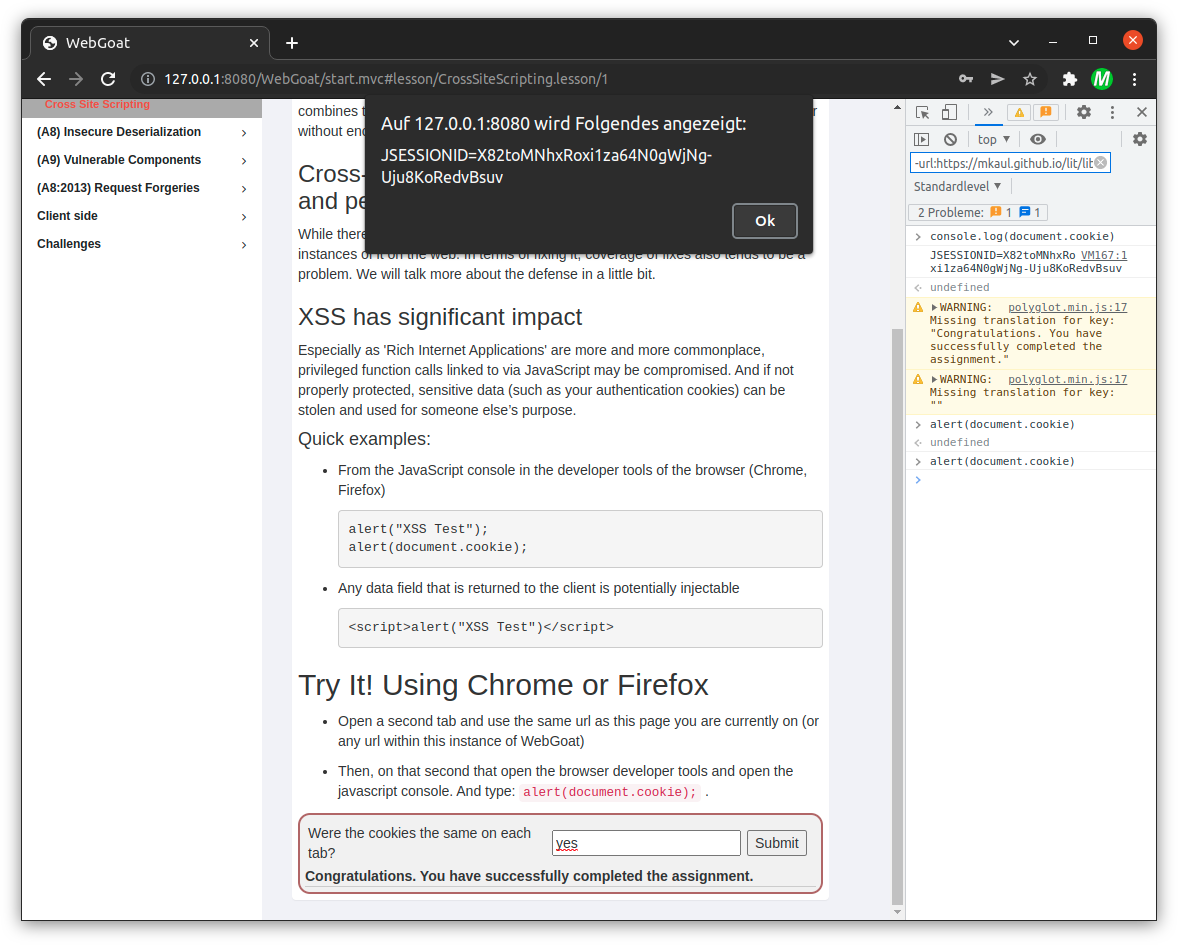 WebGoat
127.0.0.1:8080/WebGoat/start.mvc#lesson/CrossSiteScripting.lesson/1
Cross Site Scripting
(A8) Insecure Deserialization
(A9) Vulnerable Components
(A8:2013) Request Forgeries
Client side
Challenges
Auf 127.0.0.1:8080 wird Folgendes angezeigt:
JSESSIONID=X82toMNhxRoxi1za64N0gWjNg-
Uju8KoRedvBsuv
Ok
combines
without
Cross-
and
While there
instances of it on the web. In terms of fixing it, coverage of fixes also tends to be a
problem. We will talk more about the defense in a little bit.
XSS has significant impact
Especially as 'Rich Internet Applications' are more and more commonplace,
privileged function calls linked to via JavaScript may be compromised. And if not
properly protected, sensitive data (such as your authentication cookies) can be
stolen and used for someone else's purpose.
Quick examples:
• From the JavaScript console in the developer tools of the browser (Chrome,
Firefox)
alert("XSS Test");
alert(document.cookie);
• Any data field that is returned to the client is potentially injectable
<script>alert("XSS Test")</script>
Try It! Using Chrome or Firefox
• Open a second tab and use the same url as this page you are currently on (or
any url within this instance of WebGoat)
• Then, on that second that open the browser developer tools and open the
javascript console. And type: alert(document.cookie); .
Were the cookies the same on each
tab?
yes
Submit
Congratulations. You have successfully completed the assignment.
top
-url:https://mkaul.github.io/lit/lit
Standardlevel
2 Probleme: 1 1
console.log(document.cookie)
JSESSIONID=X82toMNhxRo VM167:1
xi1za64N0gWjNg-Uju8KoRedvBsuv
undefined
WARNING: polyglot.min.js:17
Missing translation for key:
"Congratulations. You have
successfully completed the
assignment."
WARNING: polyglot.min.js:17
Missing translation for key:
""
alert(document.cookie)
undefined
alert(document.cookie)